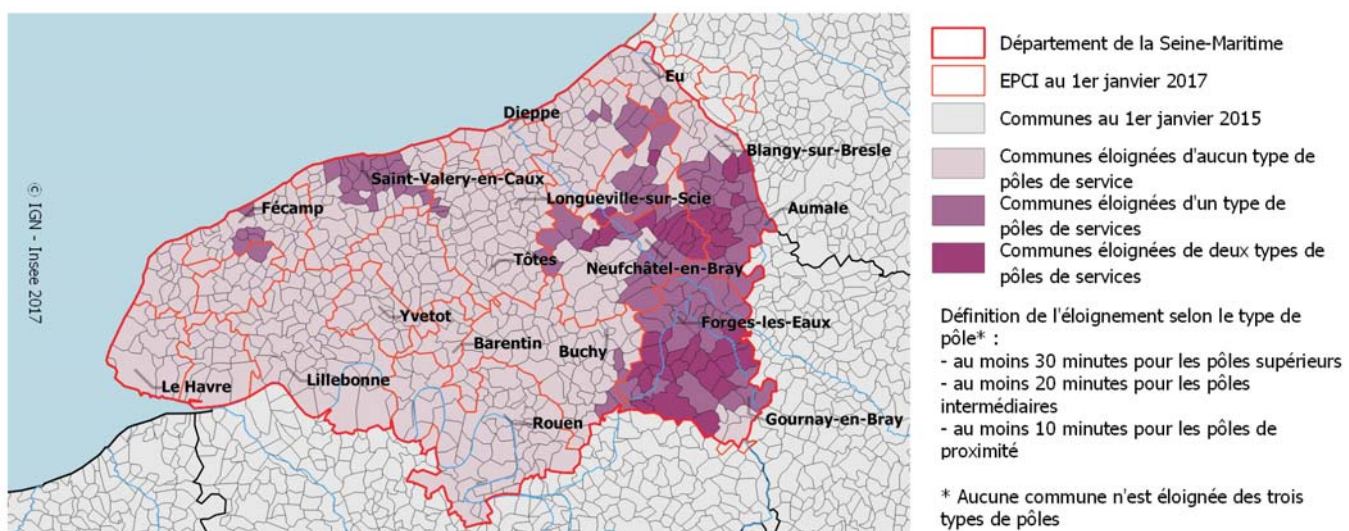 © IGN - Insee 2017
Eu
Dieppe
Blangy-sur-Bresle
Saint-Valery-en-Caux
Longueville-sur-Scie
Fécamp
Aumale
Tôtes
Neufchâtel-en-Bray
Yvetot
Forges-les-Eaux
Barentin
Buchy
Le Havre
Lillebonne
Rouen
Gournay-en-Bray
Département de la Seine-Maritime
EPCI au 1er janvier 2017
Communes au 1er janvier 2015
Communes éloignées d'aucun type de
pôles de service
Communes éloignées d'un type de
pôles de services
Communes éloignées de deux types de
pôles de services
Définition de l'éloignement selon le type de
pôle* :
- au moins 30 minutes pour les pôles supérieurs
- au moins 20 minutes pour les pôles
intermédiaires
- au moins 10 minutes pour les pôles de
proximité
* Aucune commune n'est éloignée des trois
types de pôles